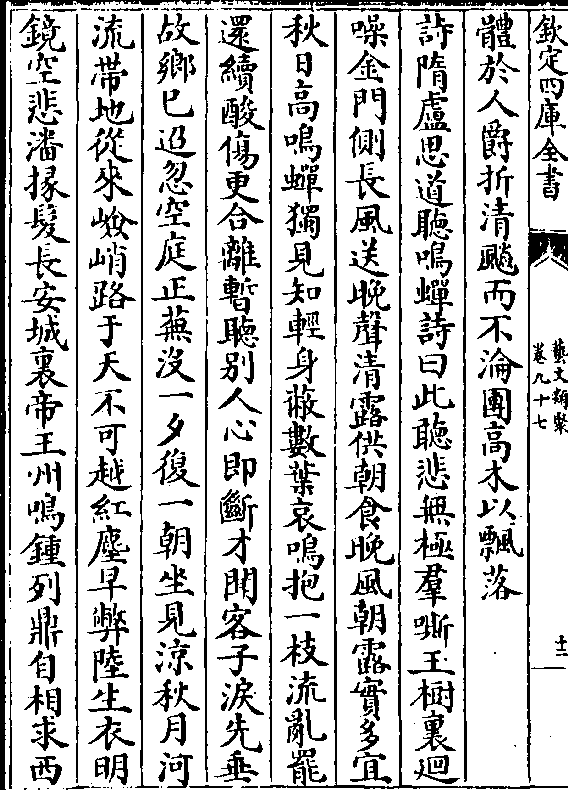 欽定四庫全書
藝文類聚
卷九十七
十二
體於人爵折清飈而不淪團高木以飄落
詩隋盧思道聽鳴蟬詩曰此聽悲無極羣嘶玉樹裏迴
噪金門側長風送晚聲清露供朝食晚風朝露實多宜
秋日高鳴蟬獨見知輕身蔽數葉哀鳴抱一枝流亂罷
還續酸傷更合離暫聽別人心即斷才聞客子淚先垂
故鄉已迢忽空庭正蕪沒一夕復一朝坐見涼秋月河
流帶地從來崄峭路于天不可越紅塵早弊陸生衣明
鏡空悲潘掾髮長安城裏帝王州鳴鍾列鼎自相求西